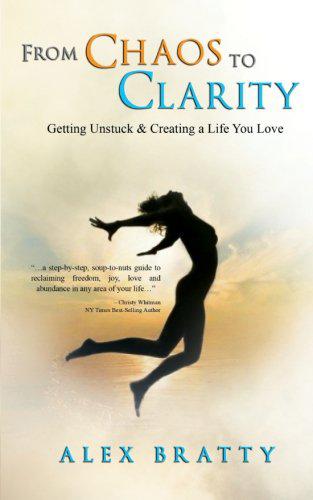 FROM CHAOS TO
CLARITY
Getting Unstuck & Creating a Life You Love
“…a step-by-step, soup-to-nuts guide to
reclaiming freedom, joy, love and
abundance in any area of your life…”
– Christy Whitman
NY Times Best-Selling Author
ALEX BRATTY